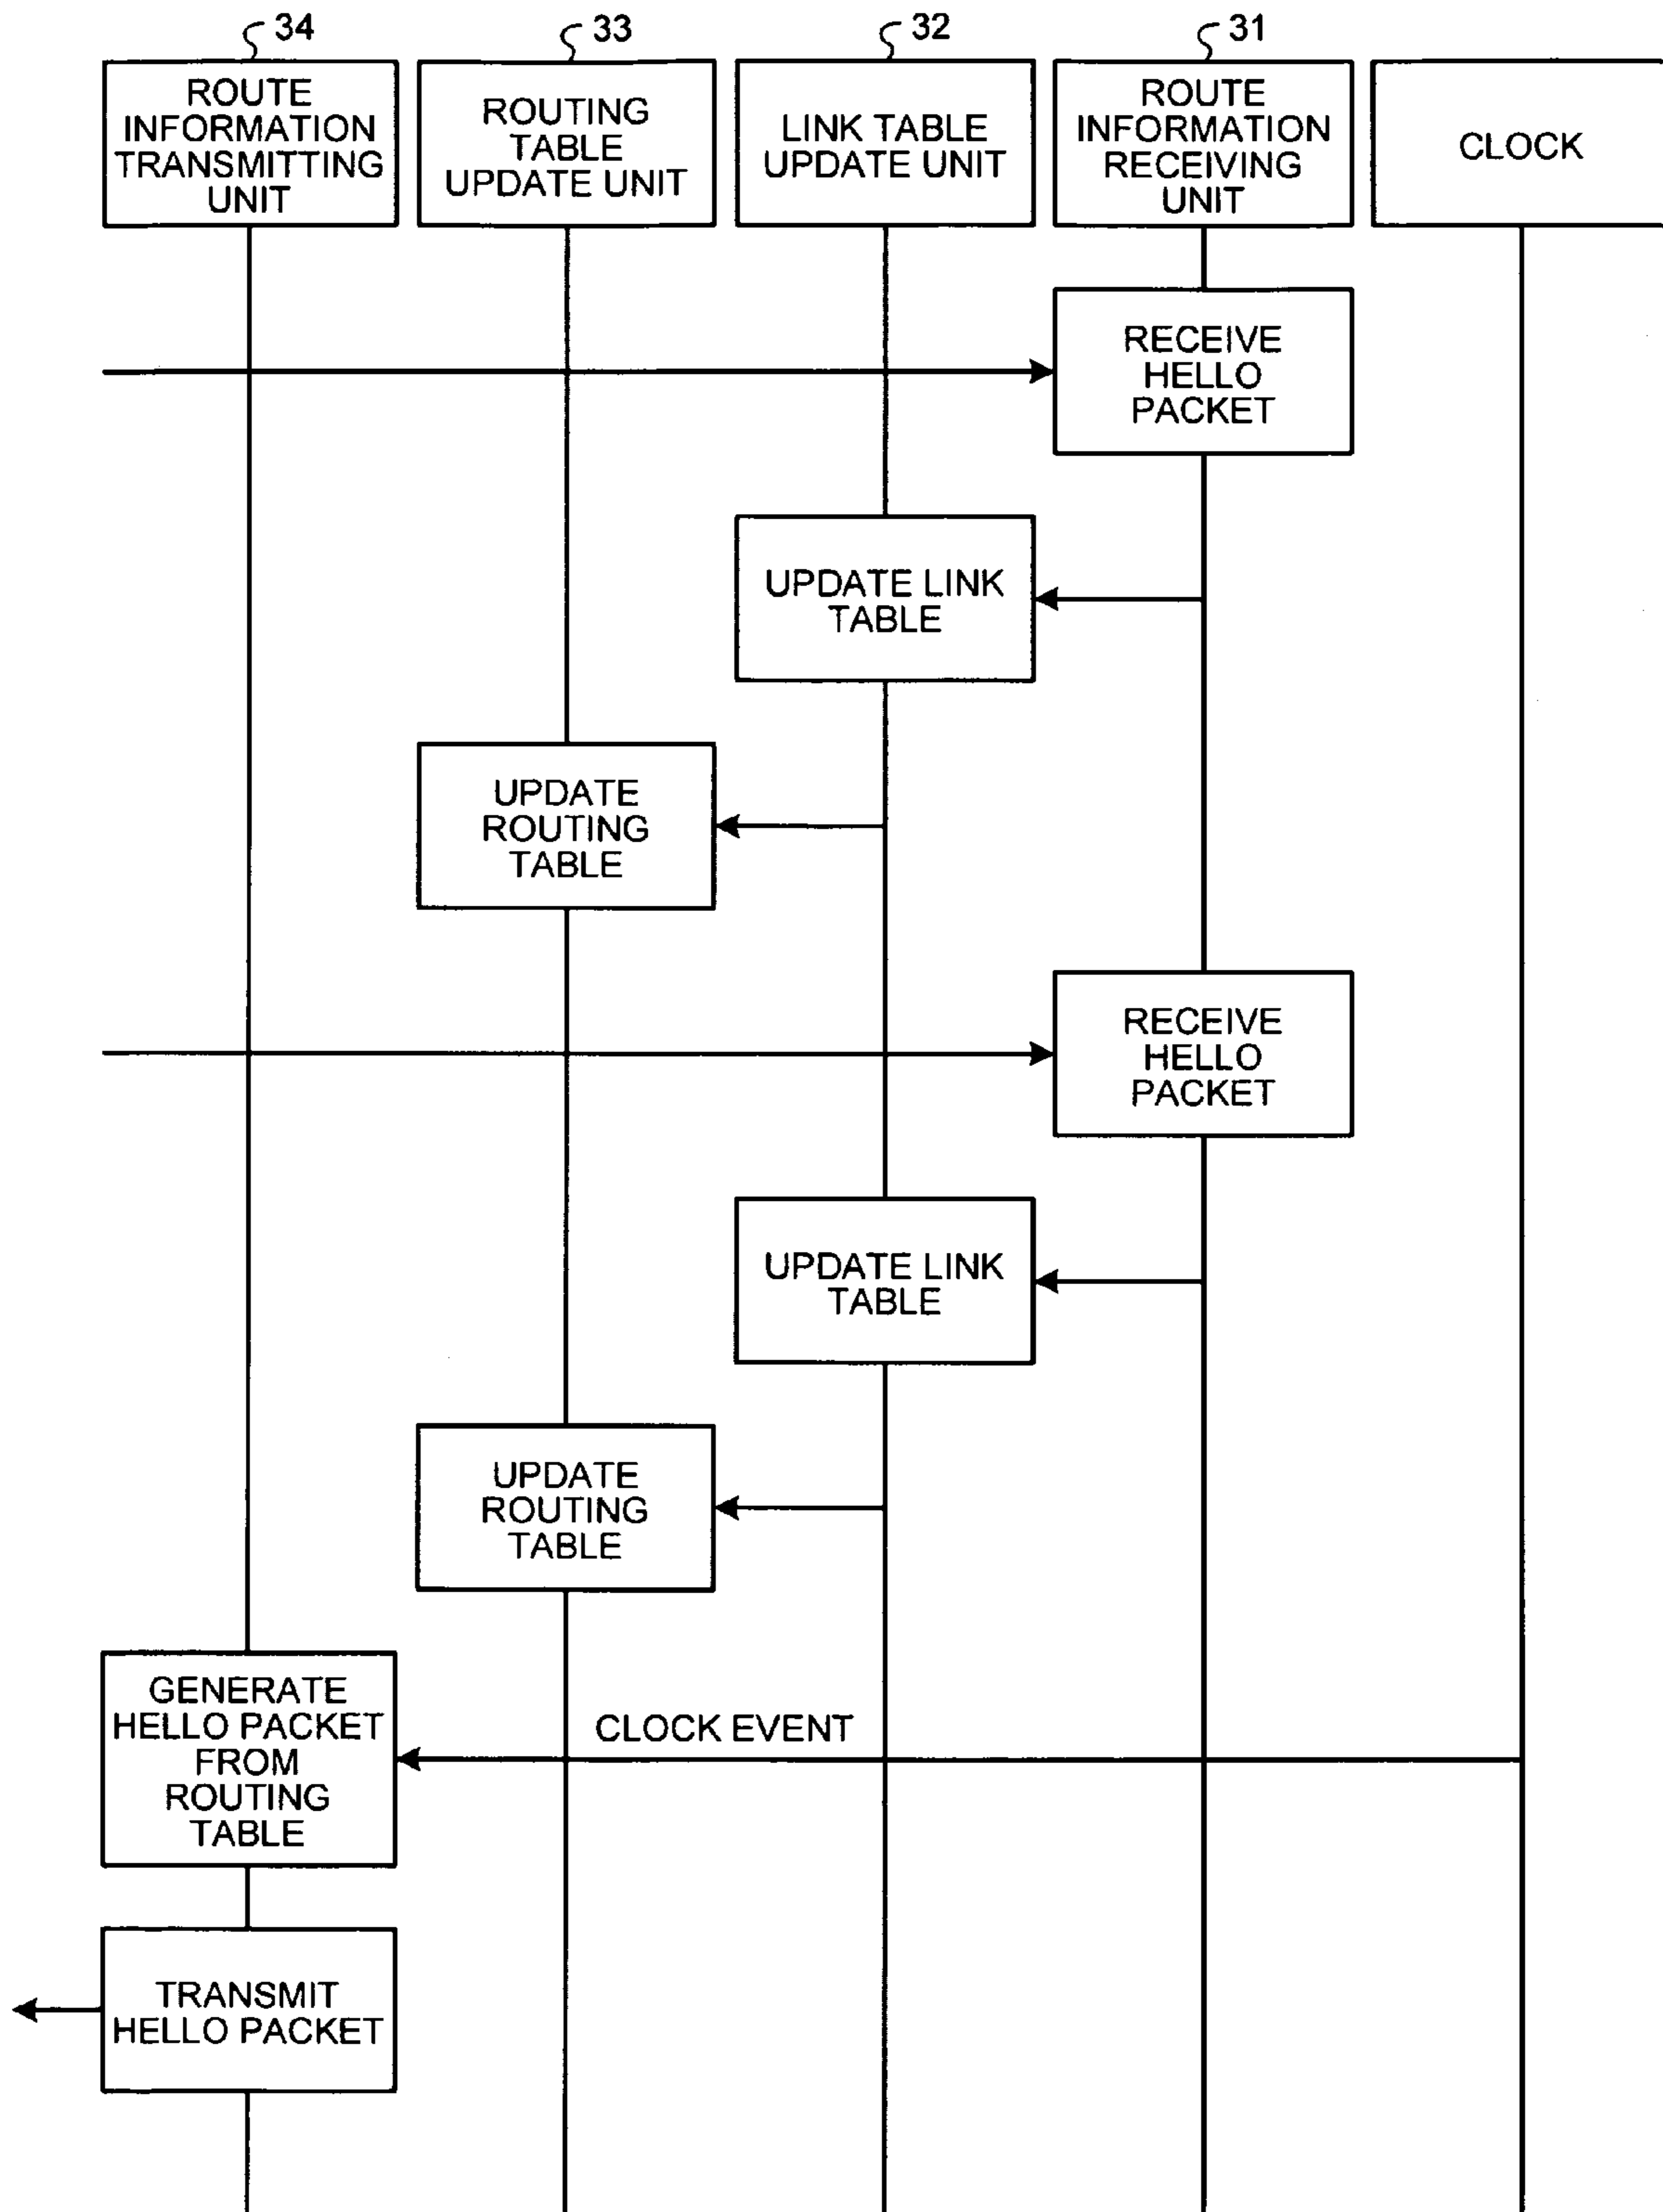 34
33
32
31
ROUTE
INFORMATION
TRANSMITTING
UNIT
ROUTING
TABLE
UPDATE UNIT
LINK TABLE
UPDATE UNIT
ROUTE
INFORMATION
RECEIVING
UNIT
CLOCK
RECEIVE
HELLO
PACKET
UPDATE LINK
TABLE
UPDATE
ROUTING
TABLE
RECEIVE
HELLO
PACKET
UPDATE LINK
TABLE
UPDATE
ROUTING
TABLE
GENERATE
HELLO PACKET
FROM
ROUTING
TABLE
CLOCK EVENT
TRANSMIT
HELLO PACKET